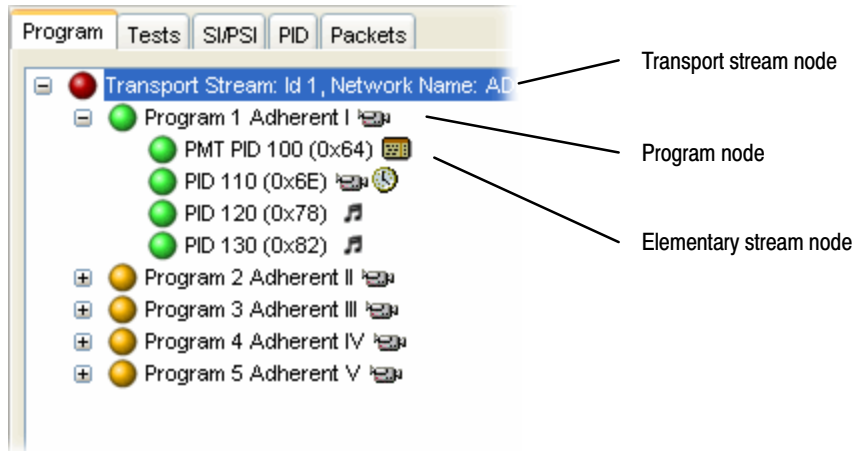 Program Tests SI/PSI PID Packets
Transport Stream: Id 1, Network Name: AD
Transport stream node
Program 1 Adherent I
Program node
PMT PID 100 (0x64)
Elementary stream node
PID 110 (0x6E)
PID 120 (0x78)
PID 130 (0x82)
Program 2 Adherent II
Program 3 Adherent III
Program 4 Adherent IV
Program 5 Adherent V